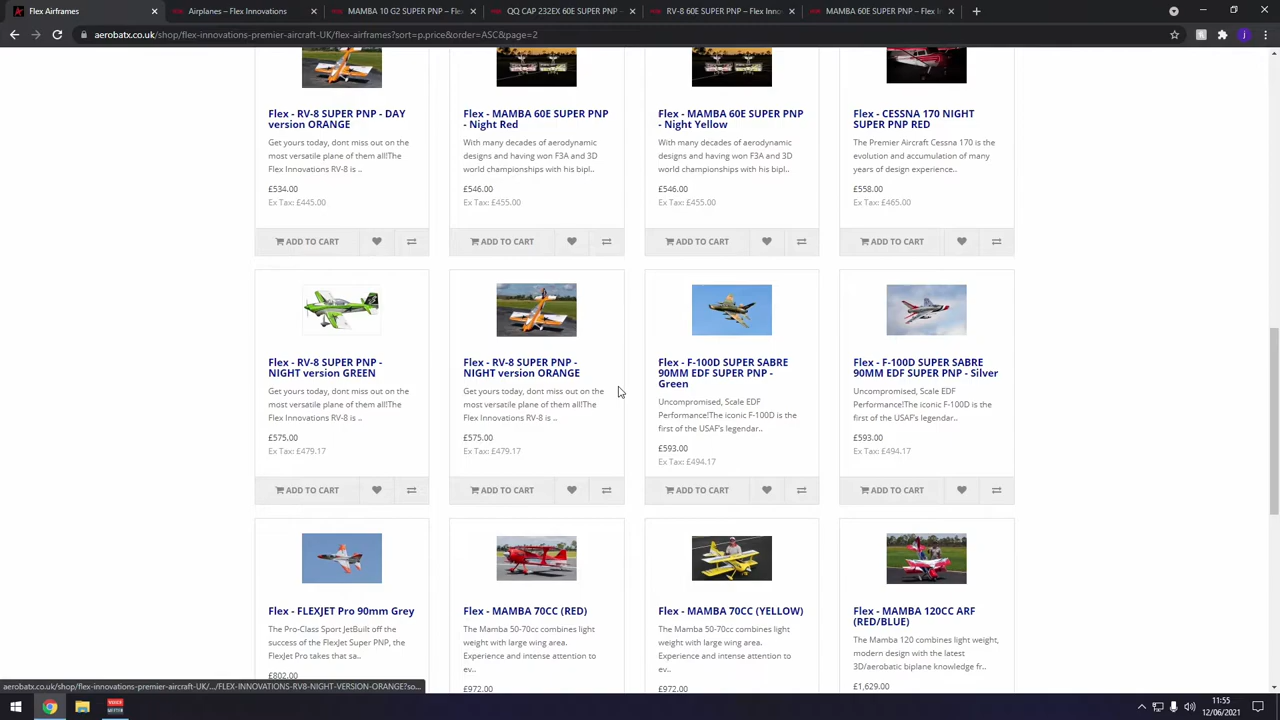 Flex Airframes
Airplanes – Flex-Innovations
MAMBA 10 G2 SUPER PNP – Flex
QQ CAP 232EX 60E SUPER PNP
RV-8 60E SUPER PNP – Flex Inno
MAMBA 60E SUPER PNP – Flex In
aerobatx.co.uk/shop/flex-innovations-premier-aircraft-UK/flex-airframes?sort=p.price&order=ASC&page=2
Flex - RV-8 SUPER PNP - DAY
version ORANGE
Get yours today, dont miss out on the
most versatile plane of them all!The
Flex Innovations RV-8 is ..
£534.00
Ex Tax: £445.00
ADD TO CART
Flex - MAMBA 60E SUPER PNP
- Night Red
With many decades of aerodynamic
designs and having won F3A and 3D
world championships with his bipl..
£546.00
Ex Tax: £455.00
ADD TO CART
Flex - MAMBA 60E SUPER PNP
- Night Yellow
With many decades of aerodynamic
designs and having won F3A and 3D
world championships with his bipl..
£546.00
Ex Tax: £455.00
ADD TO CART
Flex - CESSNA 170 NIGHT
SUPER PNP RED
The Premier Aircraft Cessna 170 is the
evolution and accumulation of many
years of design experience..
£558.00
Ex Tax: £465.00
ADD TO CART
Flex - RV-8 SUPER PNP -
NIGHT version GREEN
Get yours today, dont miss out on the
most versatile plane of them all!The
Flex Innovations RV-8 is ..
£575.00
Ex Tax: £479.17
ADD TO CART
Flex - RV-8 SUPER PNP -
NIGHT version ORANGE
Get yours today, dont miss out on the
most versatile plane of them all!The
Flex Innovations RV-8 is ..
£575.00
Ex Tax: £479.17
ADD TO CART
Flex - F-100D SUPER SABRE
90MM EDF SUPER PNP -
Green
Uncompromised, Scale EDF
Performance!The iconic F-100D is the
first of the USAF's legendar..
£593.00
Ex Tax: £494.17
ADD TO CART
Flex - F-100D SUPER SABRE
90MM EDF SUPER PNP - Silver
Uncompromised, Scale EDF
Performance!The iconic F-100D is the
first of the USAF's legendar..
£593.00
Ex Tax: £494.17
ADD TO CART
Flex - FLEXJET Pro 90mm Grey
The Pro-Class Sport JetBuilt off the
success of the FlexJet Super PNP, the
FlexJet Pro takes that sa..
£802.00
Flex - MAMBA 70CC (RED)
The Mamba 50-70cc combines light
weight with large wing area.
Experience and intense attention to
ev..
£972.00
Flex - MAMBA 70CC (YELLOW)
The Mamba 50-70cc combines light
weight with large wing area.
Experience and intense attention to
ev..
£972.00
Flex - MAMBA 120CC ARF
(RED/BLUE)
The Mamba 120 combines light weight,
modern design with the latest
3D/aerobatic biplane knowledge fr..
£1,629.00
aerobatx.co.uk/shop/flex-innovations-premier-aircraft-UK/.../FLEX-INNOVATIONS-RV8-NIGHT-VERSION-ORANGE?so...
VOICE
MEETER
11:55
12/06/2021